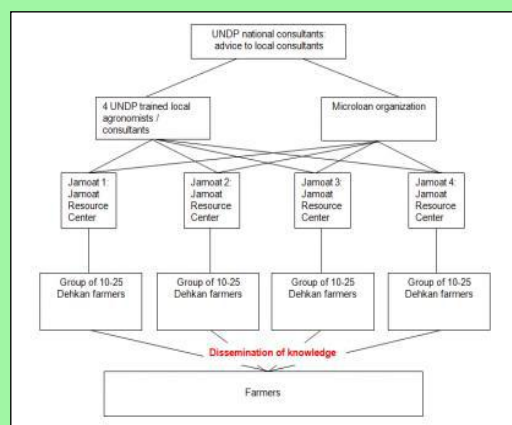 UNDP national consultants:
advice to local consultants
4 UNDP trained local
agronomists /
consultants
Microloan organization
Jamoat 1:
Jamoat
Resource
Center
Jamoat 2:
Jamoat
Resource
Center
Jamoat 3:
Jamoat
Resource
Center
Jamoat 4:
Jamoat
Resource
Center
Group of 10-25
Dehkan farmers
Group of 10-25
Dehkan farmers
Group of 10-25
Dehkan farmers
Group of 10-25
Dehkan farmers
Dissemination of knowledge
Farmers